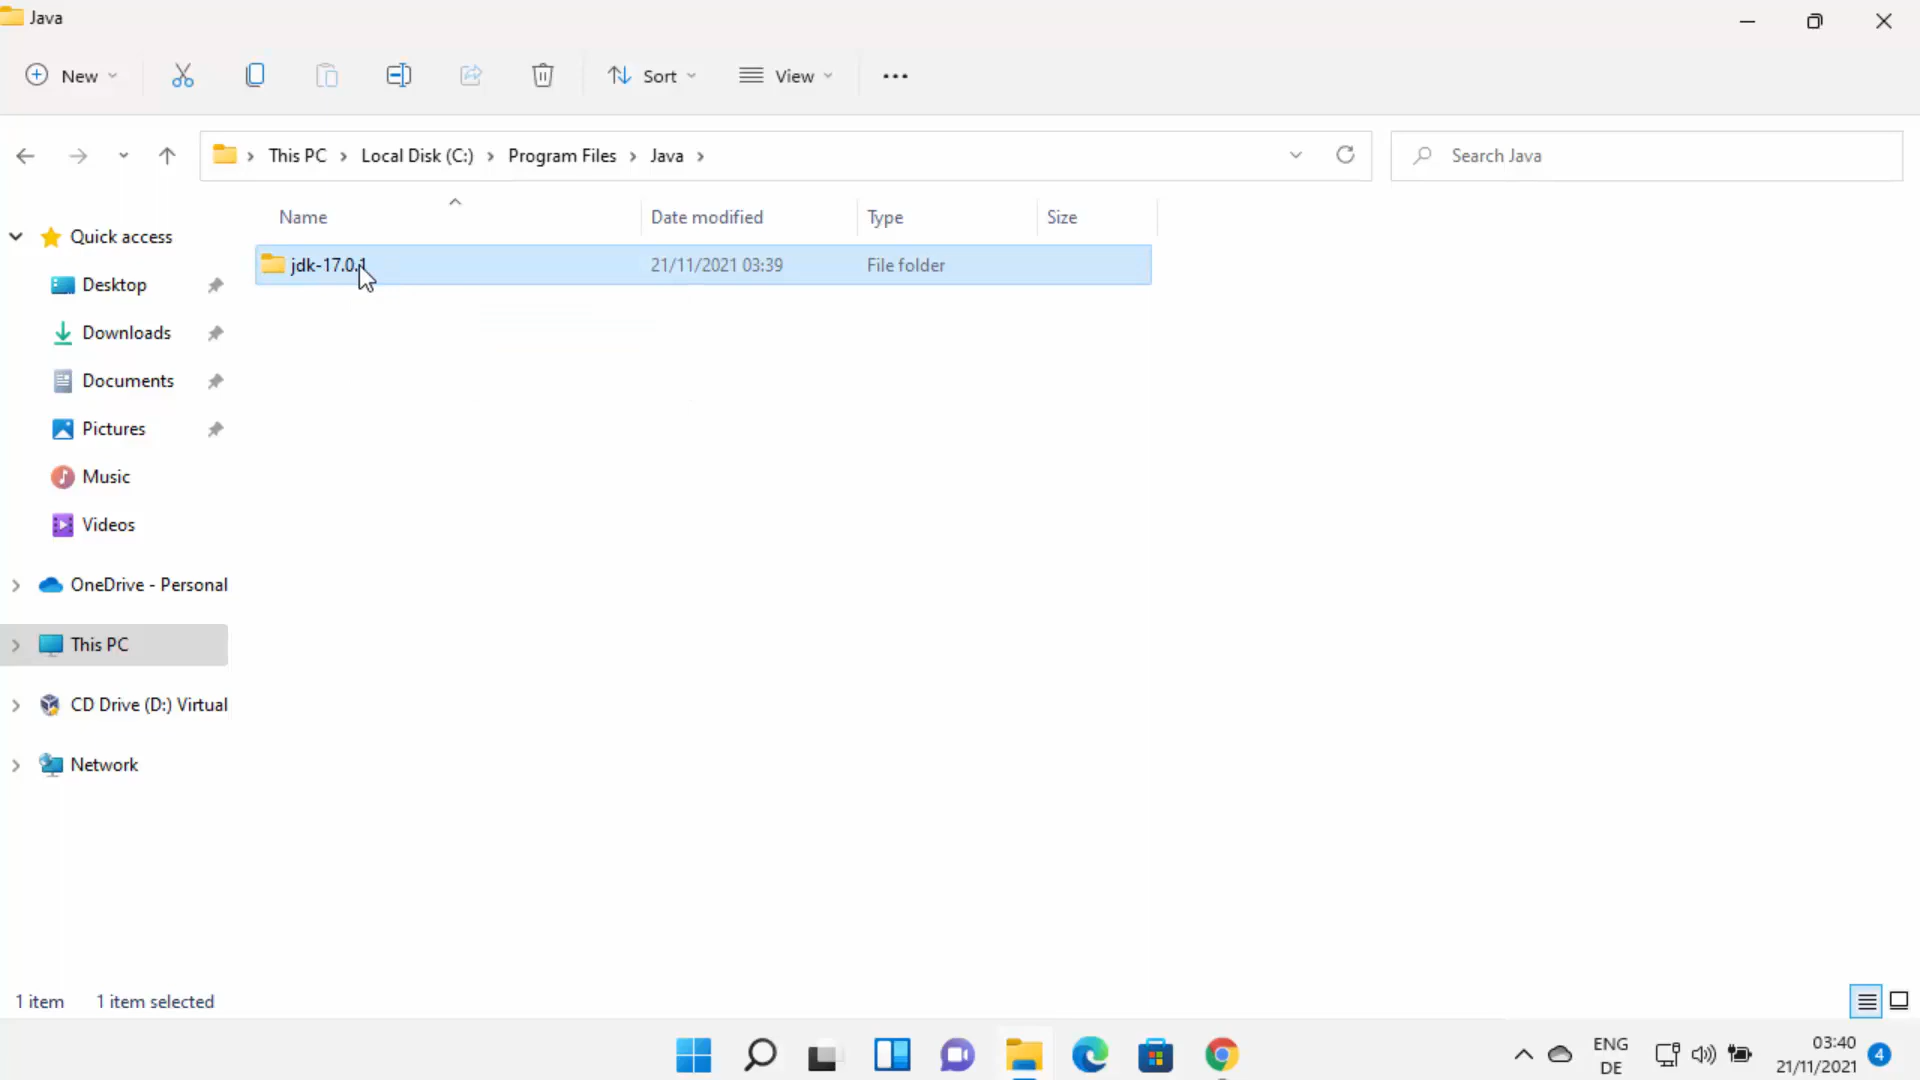 Java
New
Sort
View
This PC
Local Disk (C:)
Program Files
Java
Search Java
Name
Date modified
Type
Size
jdk-17.0.1
21/11/2021 03:39
File folder
Quick access
Desktop
Downloads
Documents
Pictures
Music
Videos
OneDrive - Personal
This PC
CD Drive (D:) Virtual
Network
1 item
1 item selected
ENG
DE
03:40
21/11/2021
4